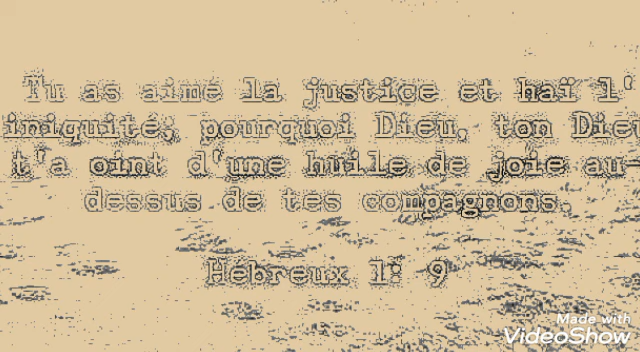 Tu as aimé la justice et haï l'
iniquité; pourquoi Dieu, ton Dieu
t'a oint d'une huile de joie au-
dessus de tes compagnons.
Hébreux 1: 9
Made with
VideoShow